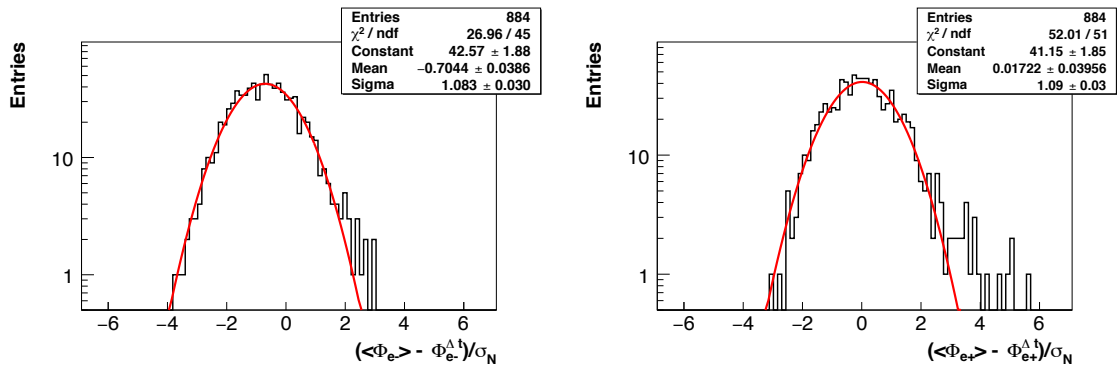 Entries 884
χ² / ndf 26.96 / 45
Constant 42.57 ± 1.88
Mean −0.7044 ± 0.0386
Sigma 1.083 ± 0.030
Entries
10
1
−6 −4 −2 0 2 4 6
(<Φe-> - Φe-^Δt)/σN
Entries 884
χ² / ndf 52.01 / 51
Constant 41.15 ± 1.85
Mean 0.01722 ± 0.03956
Sigma 1.09 ± 0.03
Entries
10
1
−6 −4 −2 0 2 4 6
(<Φe+> - Φe+^Δt)/σN